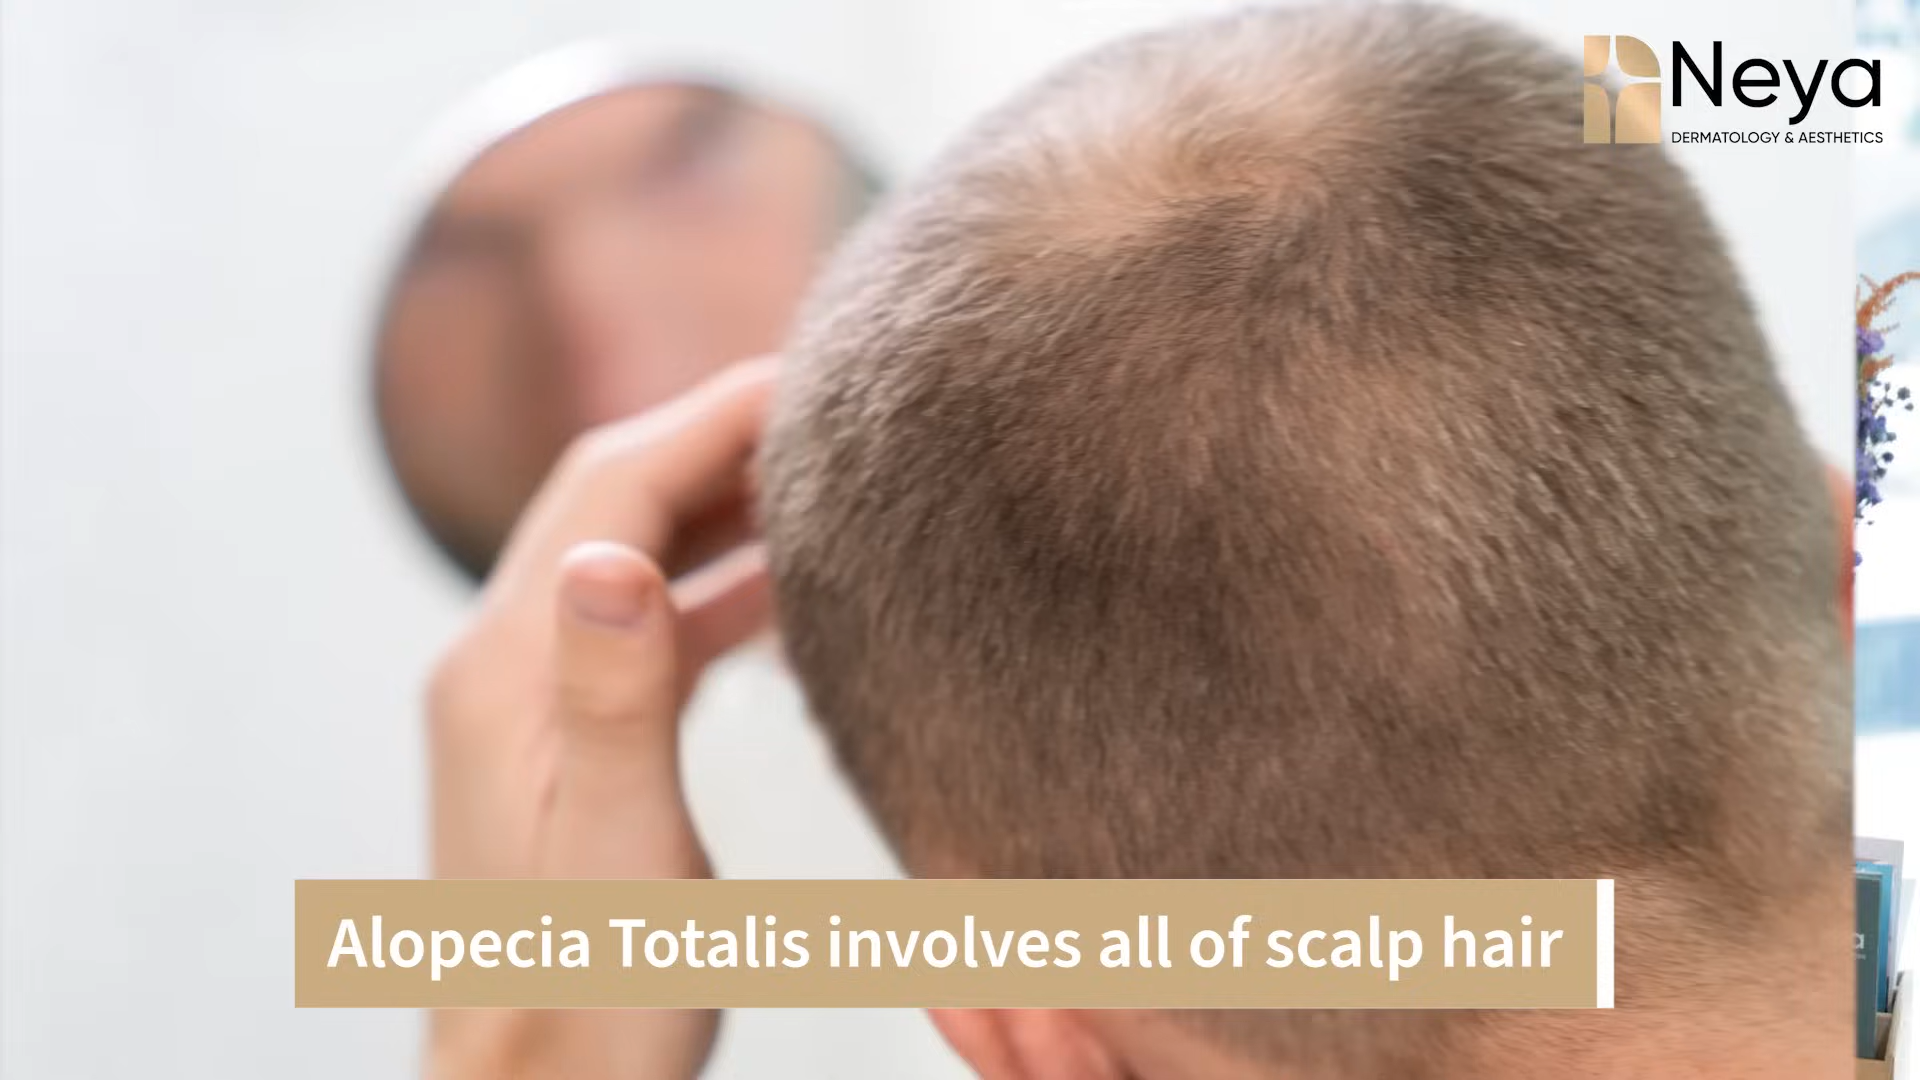 Neya
DERMATOLOGY & AESTHETICS
Alopecia Totalis involves all of scalp hair